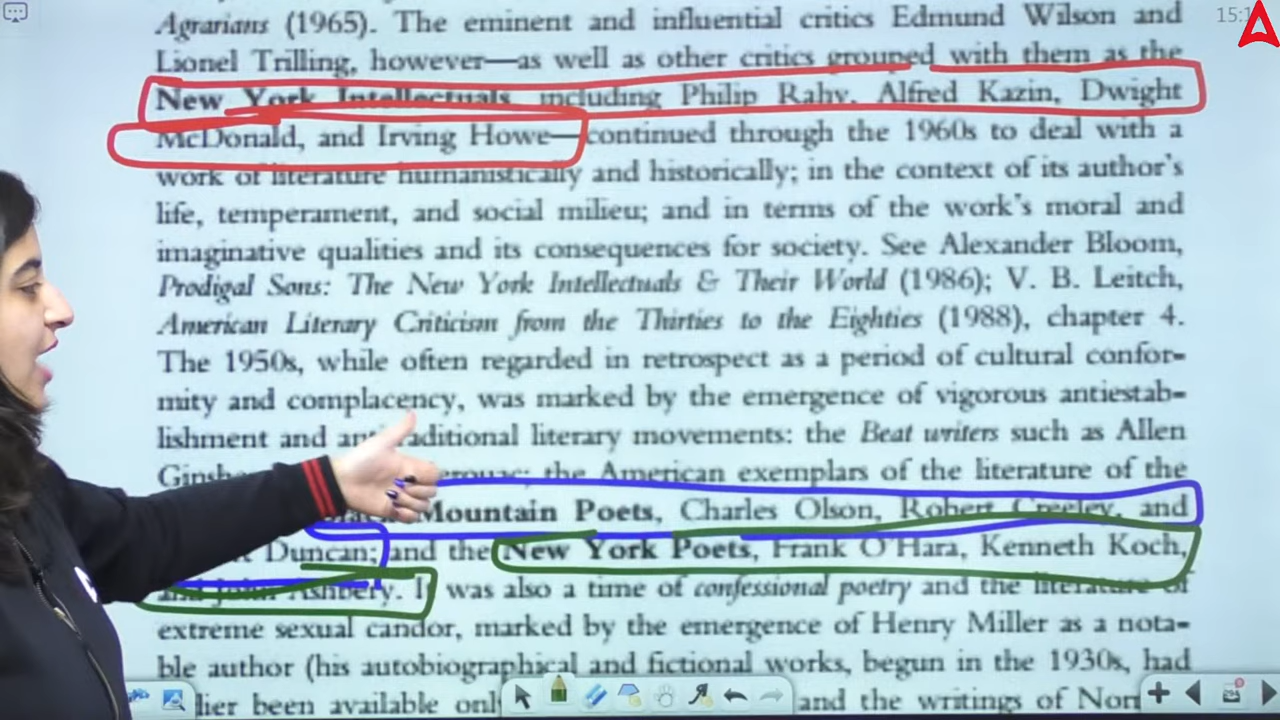 Agrarians (1965). The eminent and influential critics Edmund Wilson and
Lionel Trilling, however—as well as other critics grouped with them as the
New York Intellectuals, including Philip Rahv, Alfred Kazin, Dwight
McDonald, and Irving Howe—continued through the 1960s to deal with a
work of literature humanistically and historically; in the context of its author's
life, temperament, and social milieu; and in terms of the work's moral and
imaginative qualities and its consequences for society. See Alexander Bloom,
Prodigal Sons: The New York Intellectuals & Their World (1986); V. B. Leitch,
American Literary Criticism from the Thirties to the Eighties (1988), chapter 4.
The 1950s, while often regarded in retrospect as a period of cultural confor-
mity and complacency, was marked by the emergence of vigorous antiestab-
lishment and traditional literary movements: the Beat writers such as Allen
the American exemplars of the literature of the
Mountain Poets, Charles Olson, Robert Creeley, and
Duncan; and the New York Poets, Frank O'Hara, Kenneth Koch,
and John Ashbery. It was also a time of confessional poetry and the literature of
extreme sexual candor, marked by the emergence of Henry Miller as a nota-
ble author (his autobiographical and fictional works, begun in the 1930s, had
lier been available only and the writings of Nor